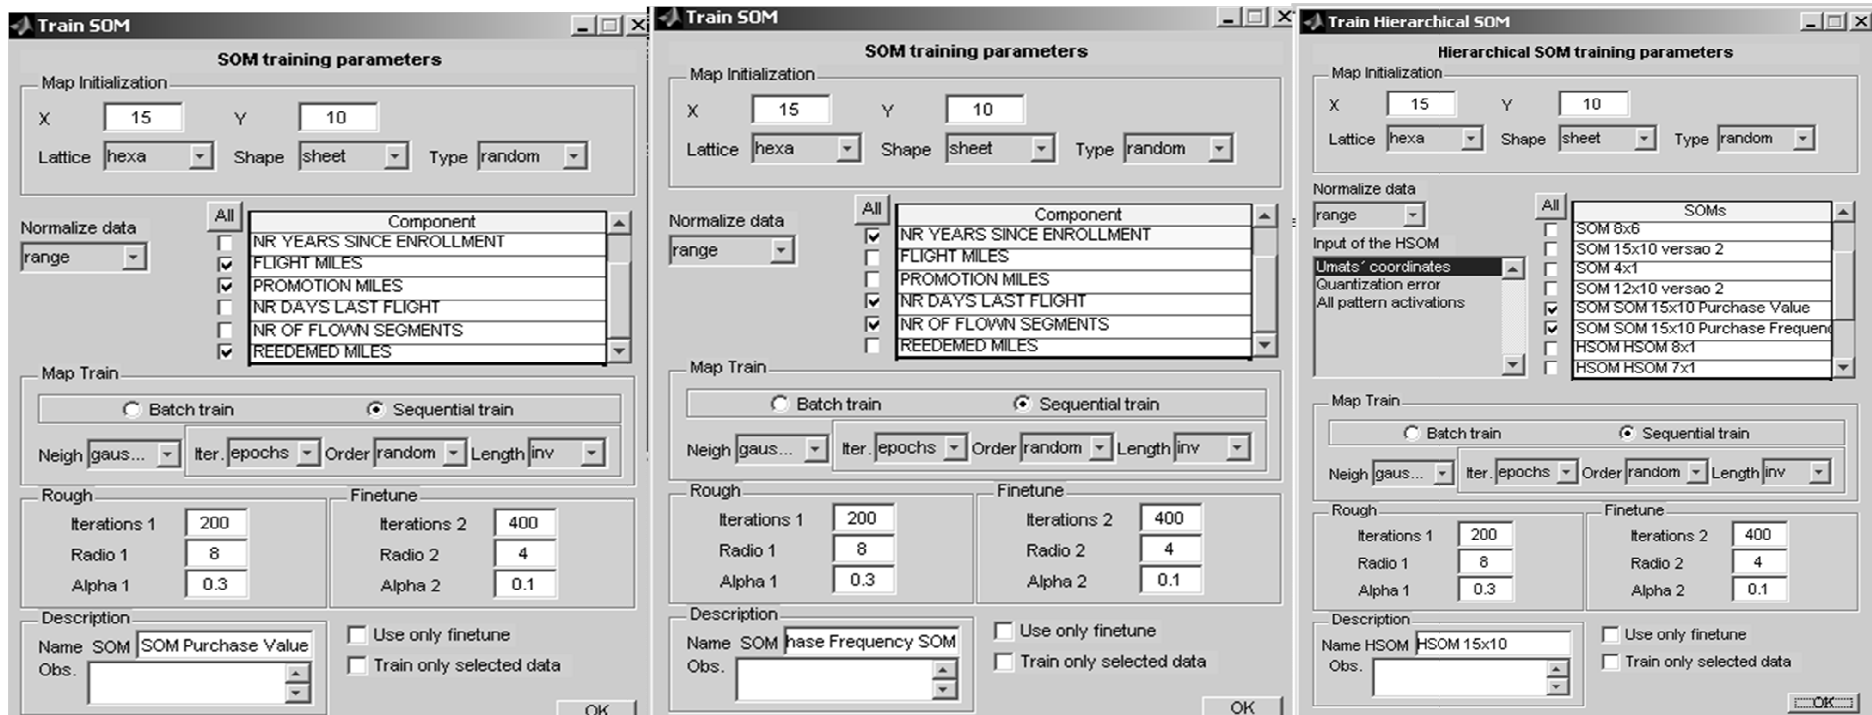 Train SOM
SOM training parameters
Map Initialization
X 15 Y 10
Lattice hexa Shape sheet Type random
Normalize data
range
All
Component
NR YEARS SINCE ENROLLMENT
FLIGHT MILES
PROMOTION MILES
NR DAYS LAST FLIGHT
NR OF FLOWN SEGMENTS
REEDEMED MILES
Map Train
Batch train Sequential train
Neigh gaus... Iter. epochs Order random Length inv
Rough Finetune
Iterations 1 200 Iterations 2 400
Radio 1 8 Radio 2 4
Alpha 1 0.3 Alpha 2 0.1
Description
Name SOM SOM Purchase Value
Obs.
Use only finetune
Train only selected data
OK
Train SOM
SOM training parameters
Map Initialization
X 15 Y 10
Lattice hexa Shape sheet Type random
Normalize data
range
All
Component
NR YEARS SINCE ENROLLMENT
FLIGHT MILES
PROMOTION MILES
NR DAYS LAST FLIGHT
NR OF FLOWN SEGMENTS
REEDEMED MILES
Map Train
Batch train Sequential train
Neigh gaus... Iter. epochs Order random Length inv
Rough Finetune
Iterations 1 200 Iterations 2 400
Radio 1 8 Radio 2 4
Alpha 1 0.3 Alpha 2 0.1
Description
Name SOM hase Frequency SOM
Obs.
Use only finetune
Train only selected data
OK
Train Hierarchical SOM
Hierarchical SOM training parameters
Map Initialization
X 15 Y 10
Lattice hexa Shape sheet Type random
Normalize data
range
Input of the HSOM
Umats´ coordinates
Quantization error
All pattern activations
All
SOMs
SOM 8x6
SOM 15x10 versao 2
SOM 4x1
SOM 12x10 versao 2
SOM SOM 15x10 Purchase Value
SOM SOM 15x10 Purchase Frequenc
HSOM HSOM 8x1
HSOM HSOM 7x1
Map Train
Batch train Sequential train
Neigh gaus... Iter. epochs Order random Length inv
Rough Finetune
Iterations 1 200 Iterations 2 400
Radio 1 8 Radio 2 4
Alpha 1 0.3 Alpha 2 0.1
Description
Name HSOM HSOM 15x10
Obs.
Use only finetune
Train only selected data
OK